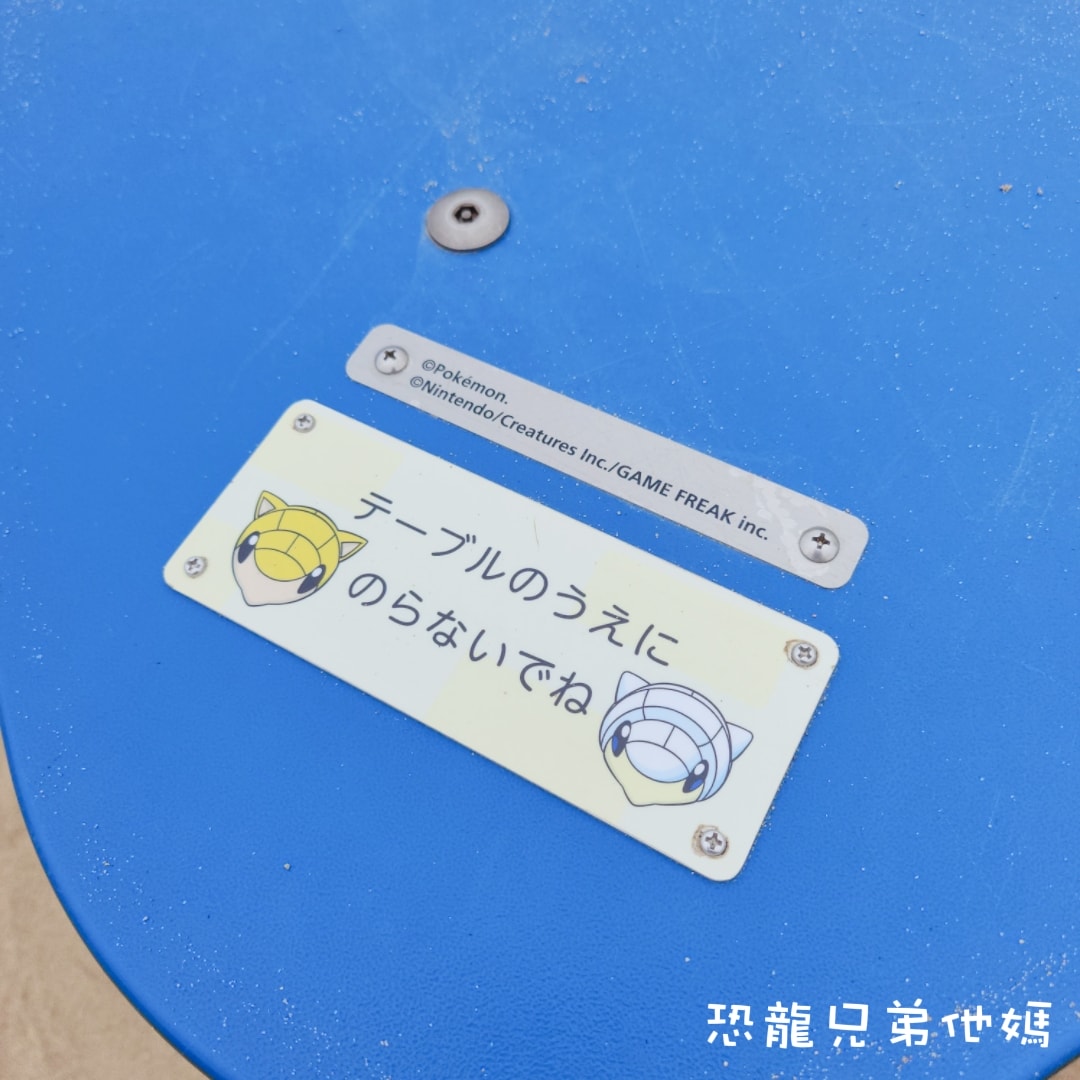 ©Pokémon.
©Nintendo/Creatures Inc./GAME FREAK inc.
テーブルのうえに
のらないでね
恐龍兄弟他媽